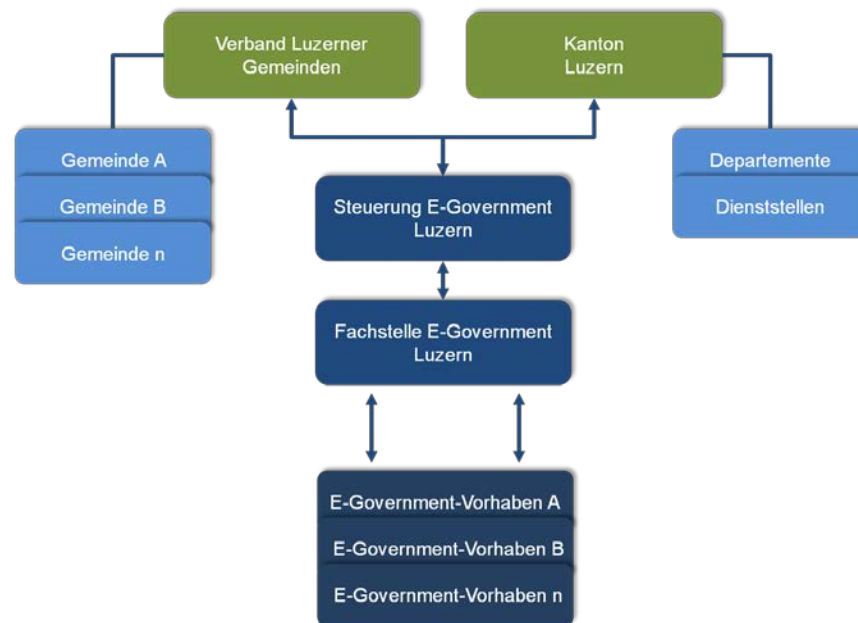 Verband Luzerner
Gemeinden
Kanton
Luzern
Gemeinde A
Gemeinde B
Gemeinde n
Departemente
Dienststellen
Steuerung E-Government
Luzern
Fachstelle E-Government
Luzern
E-Government-Vorhaben A
E-Government-Vorhaben B
E-Government-Vorhaben n